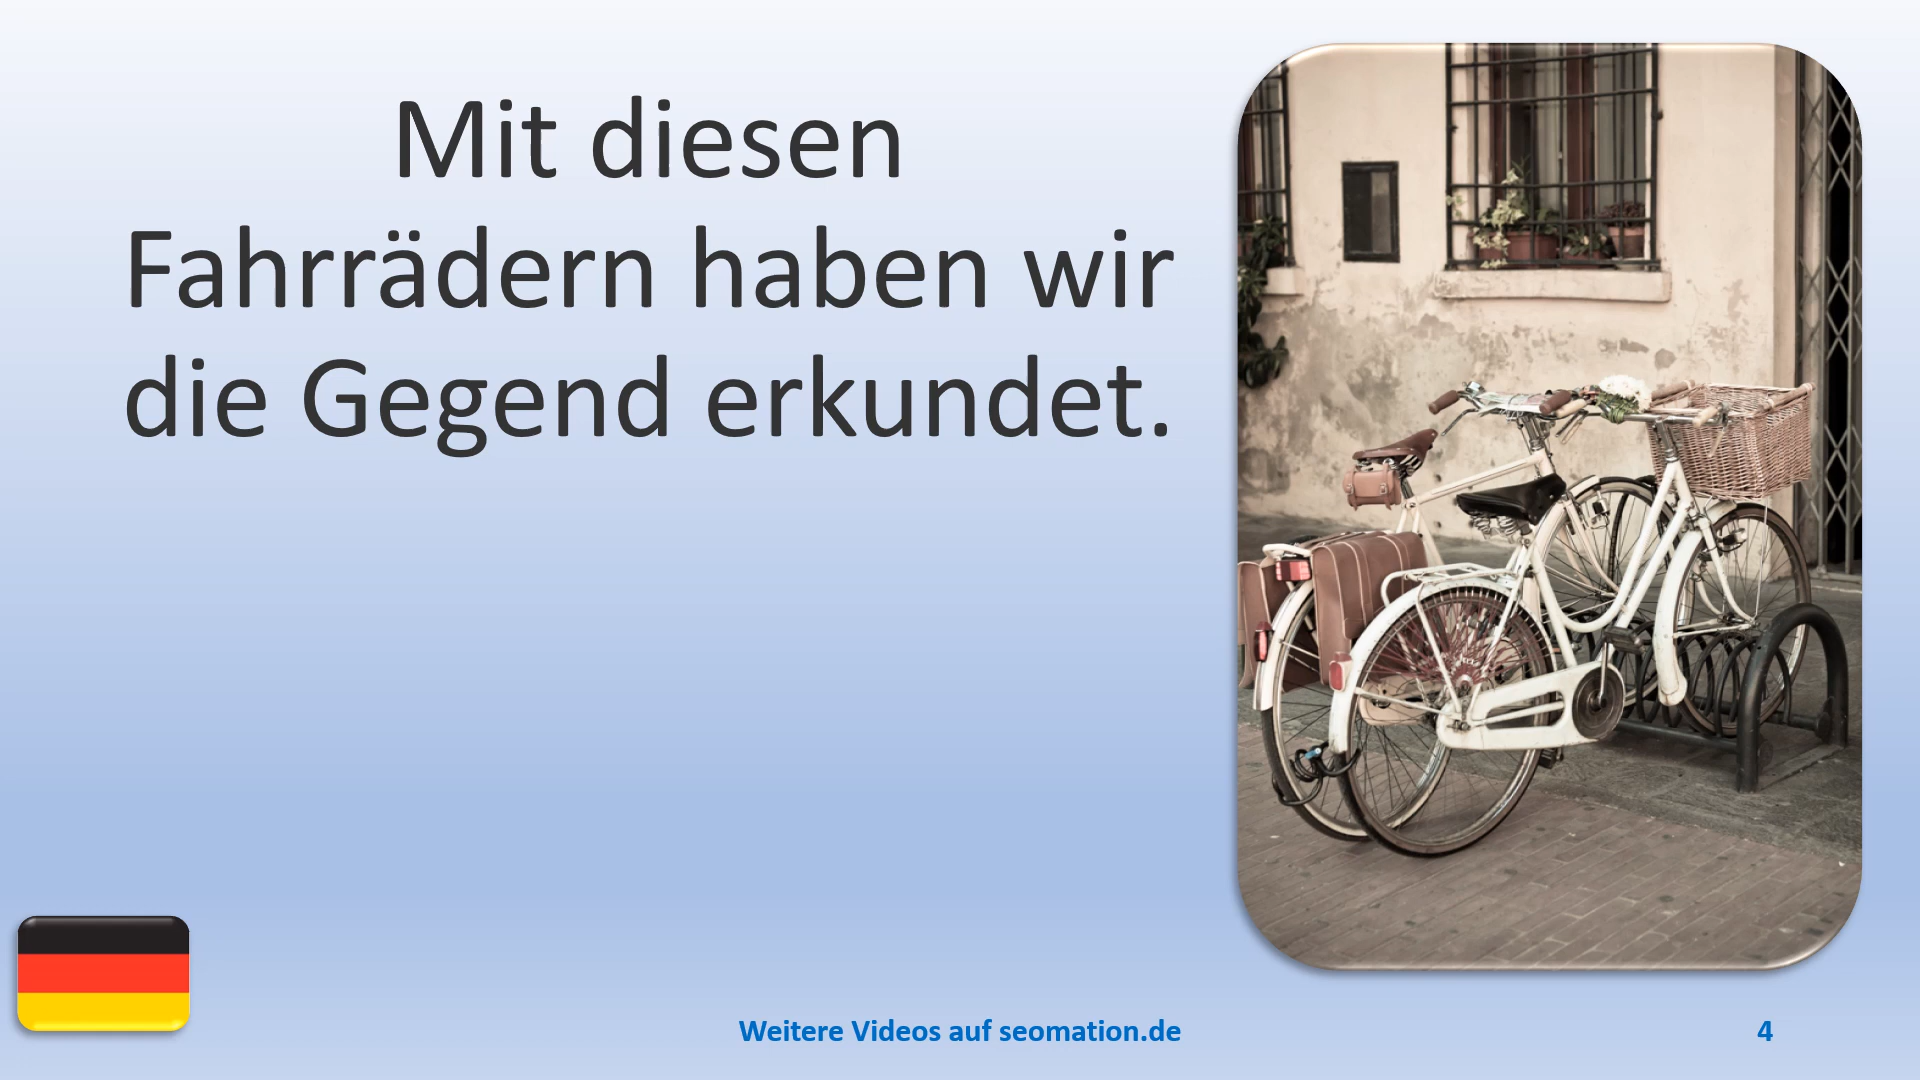 Mit diesen
Fahrrädern haben wir
die Gegend erkundet.
Weitere Videos auf seomation.de
4